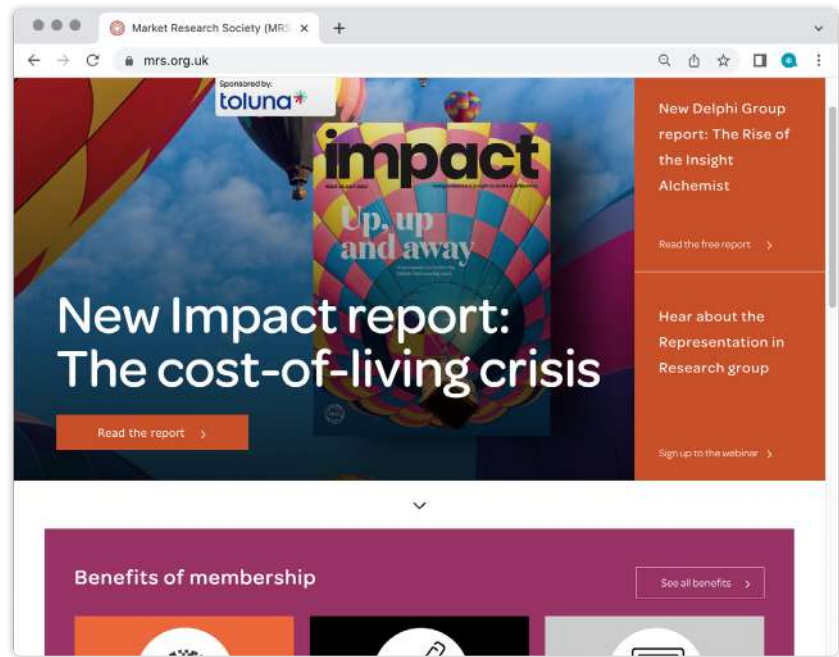 Market Research Society (MRS
mrs.org.uk
Sponsored by:
toluna
impact
Up, up
and away
New Impact report:
The cost-of-living crisis
Read the report
New Delphi Group
report: The Rise of
the Insight
Alchemist
Read the free report
Hear about the
Representation in
Research group
Sign up to the webinar
Benefits of membership
See all benefits